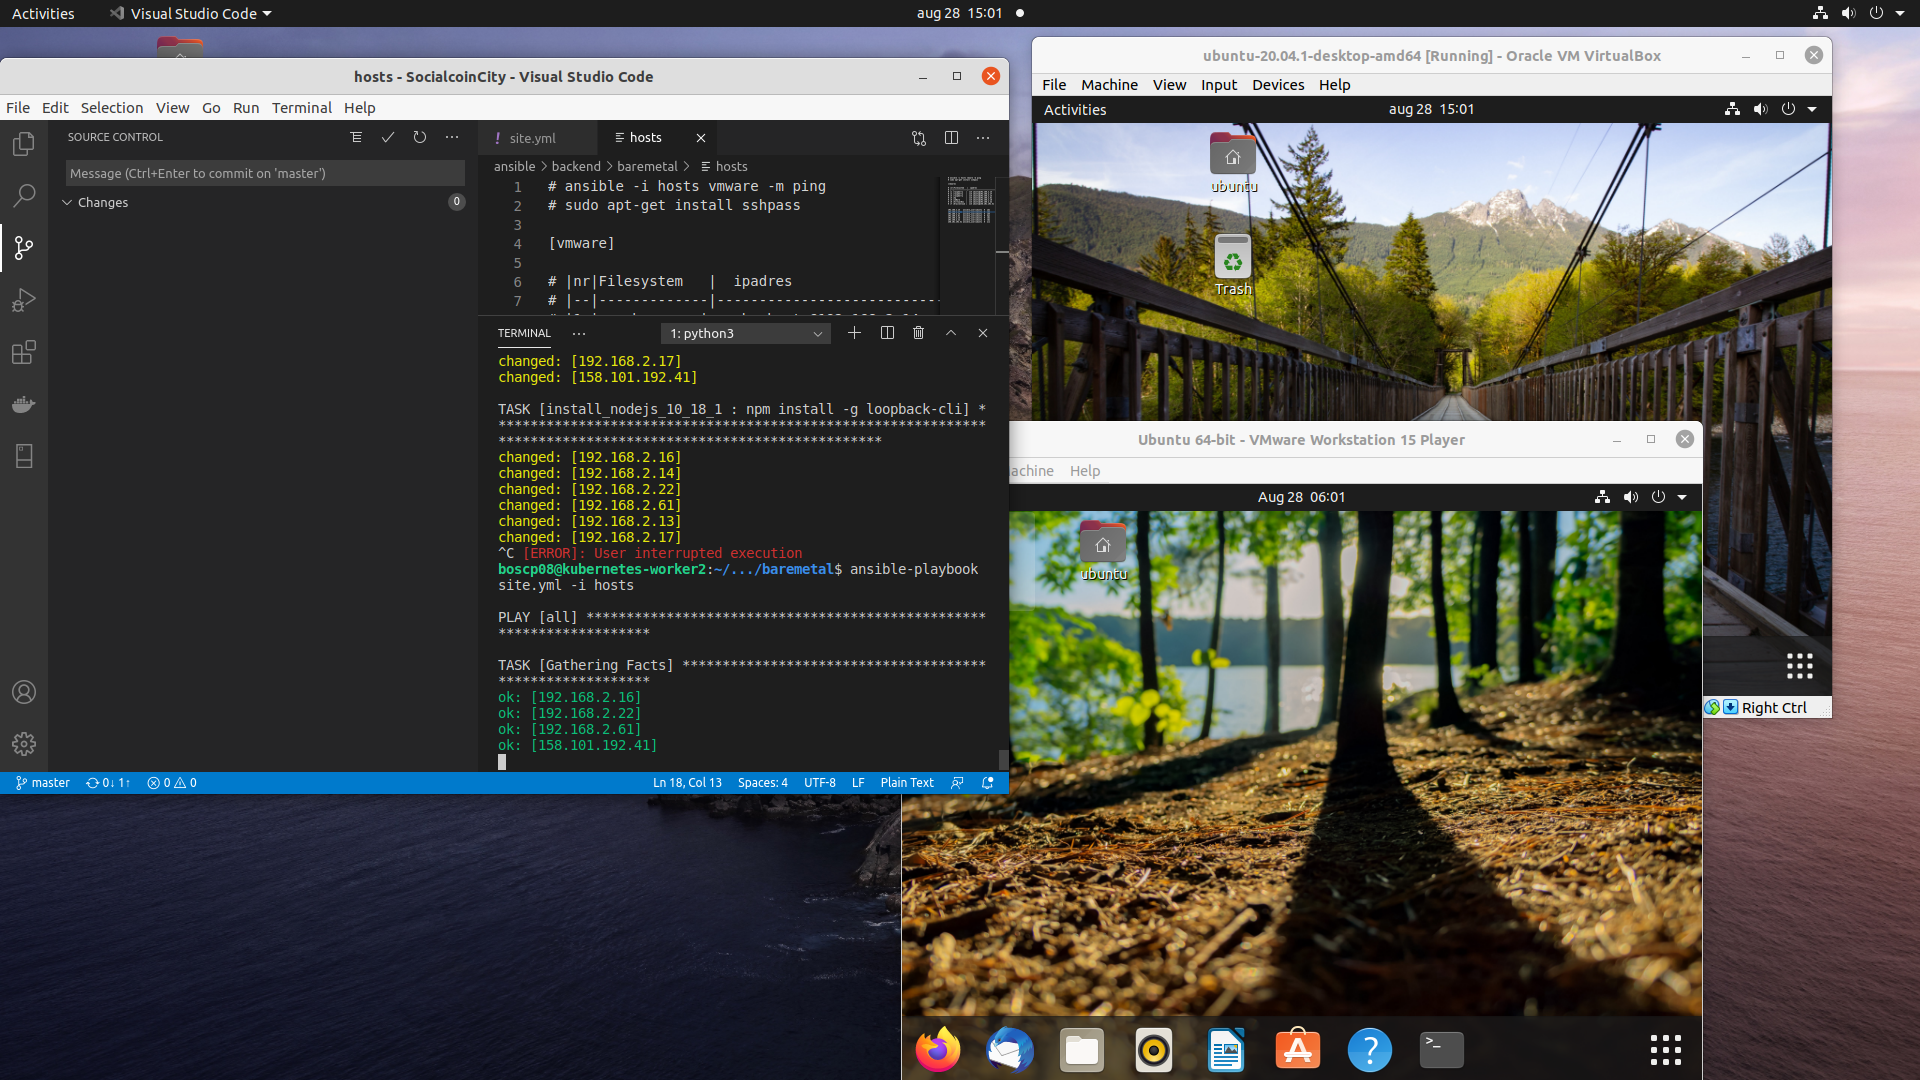 Activities
Visual Studio Code
aug 28 15:01
hosts - SocialcoinCity - Visual Studio Code
File Edit Selection View Go Run Terminal Help
SOURCE CONTROL
Message (Ctrl+Enter to commit on 'master')
Changes
0
! site.yml
hosts
ansible > backend > baremetal > hosts
1 # ansible -i hosts vmware -m ping
2 # sudo apt-get install sshpass
3
4 [vmware]
5
6 # |nr|Filesystem | ipadres
7 # |--|-------------|---------------------------
TERMINAL ... 1: python3
changed: [192.168.2.17]
changed: [158.101.192.41]
TASK [install_nodejs_10_18_1 : npm install -g loopback-cli] *
*************************************************************
************************************************
changed: [192.168.2.16]
changed: [192.168.2.14]
changed: [192.168.2.22]
changed: [192.168.2.61]
changed: [192.168.2.13]
changed: [192.168.2.17]
^C [ERROR]: User interrupted execution
boscp08@kubernetes-worker2:~/.../baremetal$ ansible-playbook
site.yml -i hosts
PLAY [all] **************************************************
*******************
TASK [Gathering Facts] **************************************
*******************
ok: [192.168.2.16]
ok: [192.168.2.22]
ok: [192.168.2.61]
ok: [158.101.192.41]
master 0↓ 1↑ 0 0 Ln 18, Col 13 Spaces: 4 UTF-8 LF Plain Text
ubuntu-20.04.1-desktop-amd64 [Running] - Oracle VM VirtualBox
File Machine View Input Devices Help
Activities
aug 28 15:01
ubuntu
Trash
Right Ctrl
Ubuntu 64-bit - VMware Workstation 15 Player
achine Help
Aug 28 06:01
ubuntu
>_